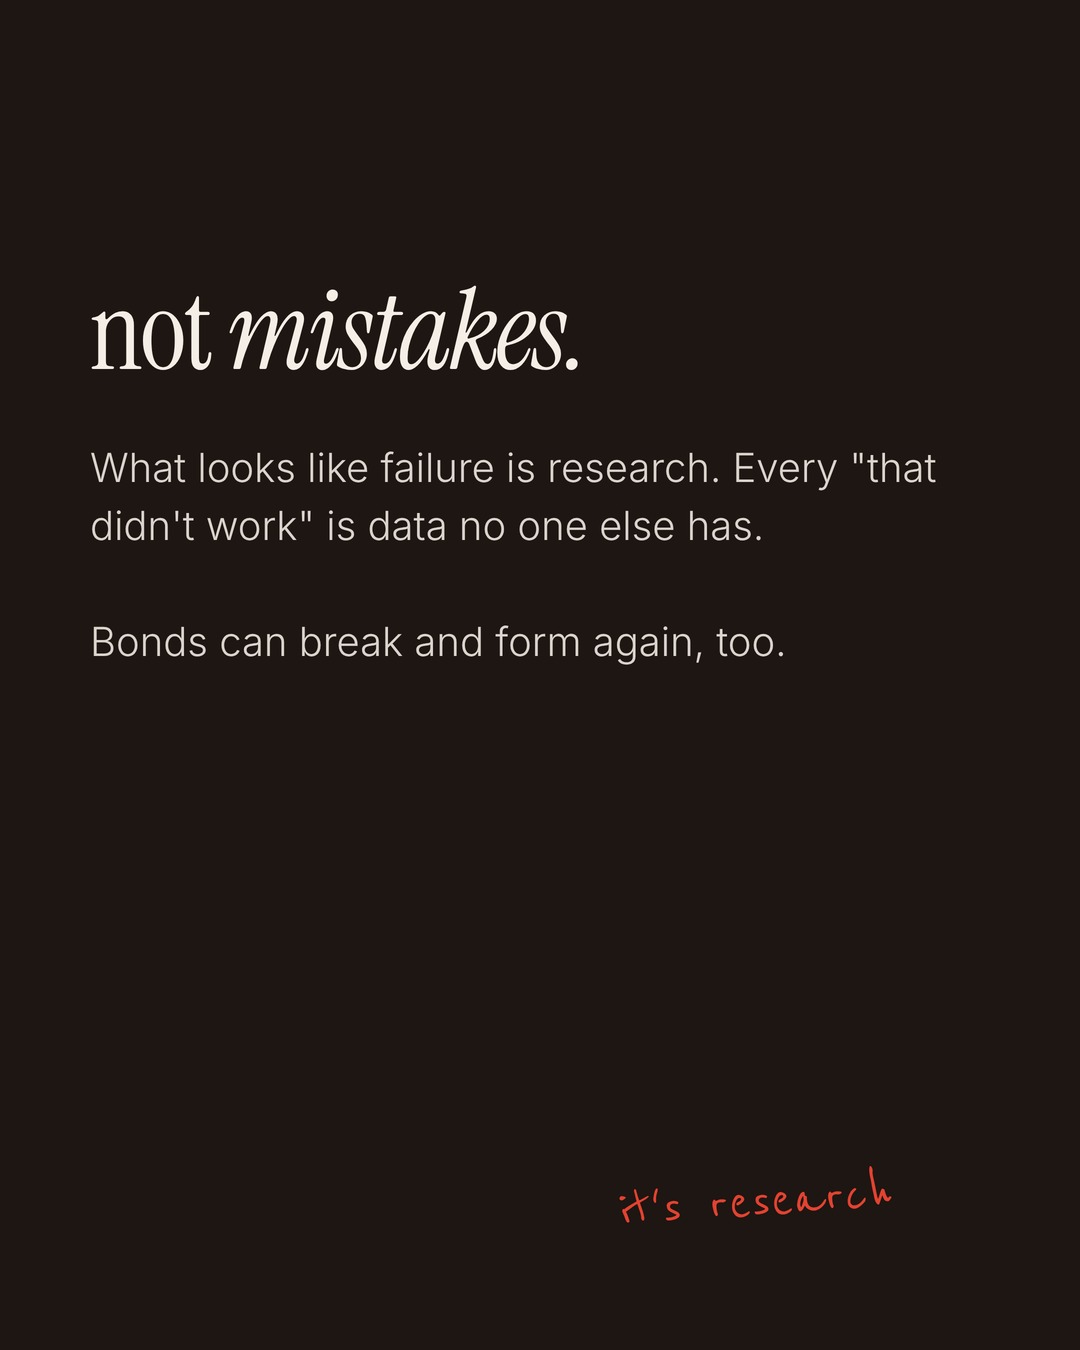 not mistakes.
What looks like failure is research. Every "that
didn't work" is data no one else has.
Bonds can break and form again, too.
it's research